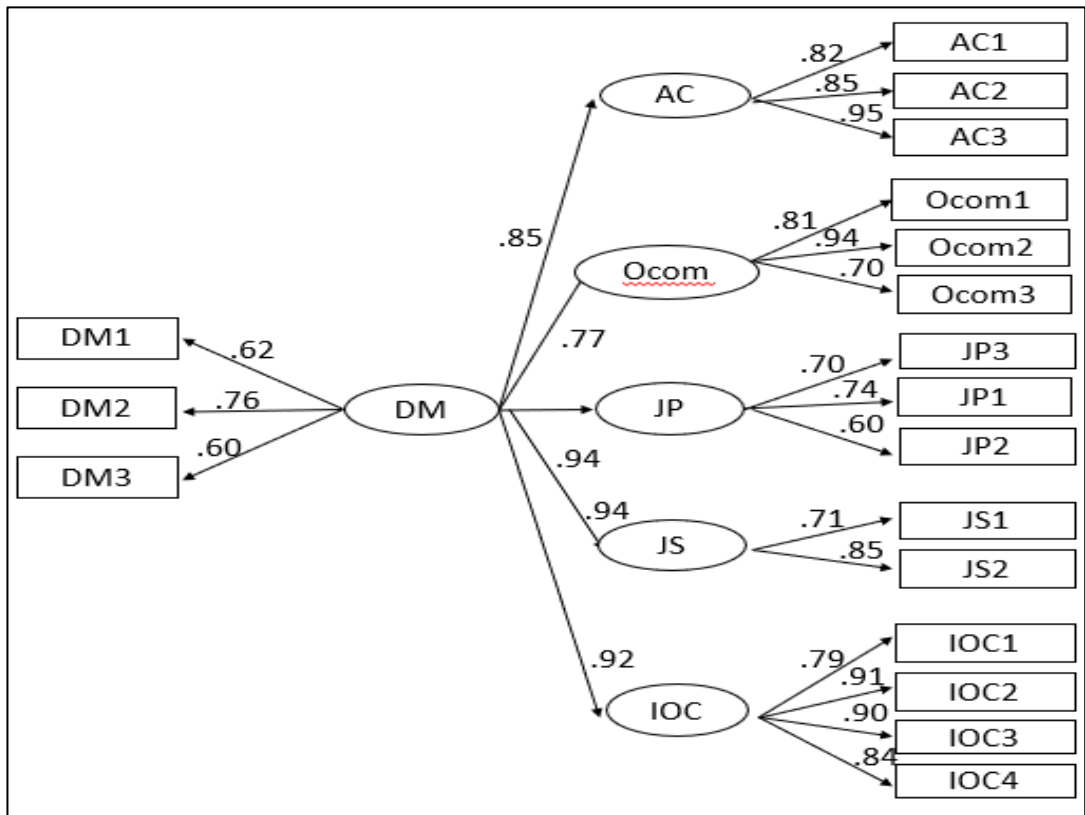 AC1
.82
AC
.85
AC2
.95
AC3
Ocom1
.81
.85
.94
Ocom2
Ocom
.70
Ocom3
DM1
.62
.77
JP3
.70
DM2
.76
DM
JP
.74
JP1
.60
JP2
DM3
.60
.94
.94
JS
.71
JS1
.85
JS2
.92
IOC
.79
IOC1
.91
IOC2
.90
IOC3
.84
IOC4